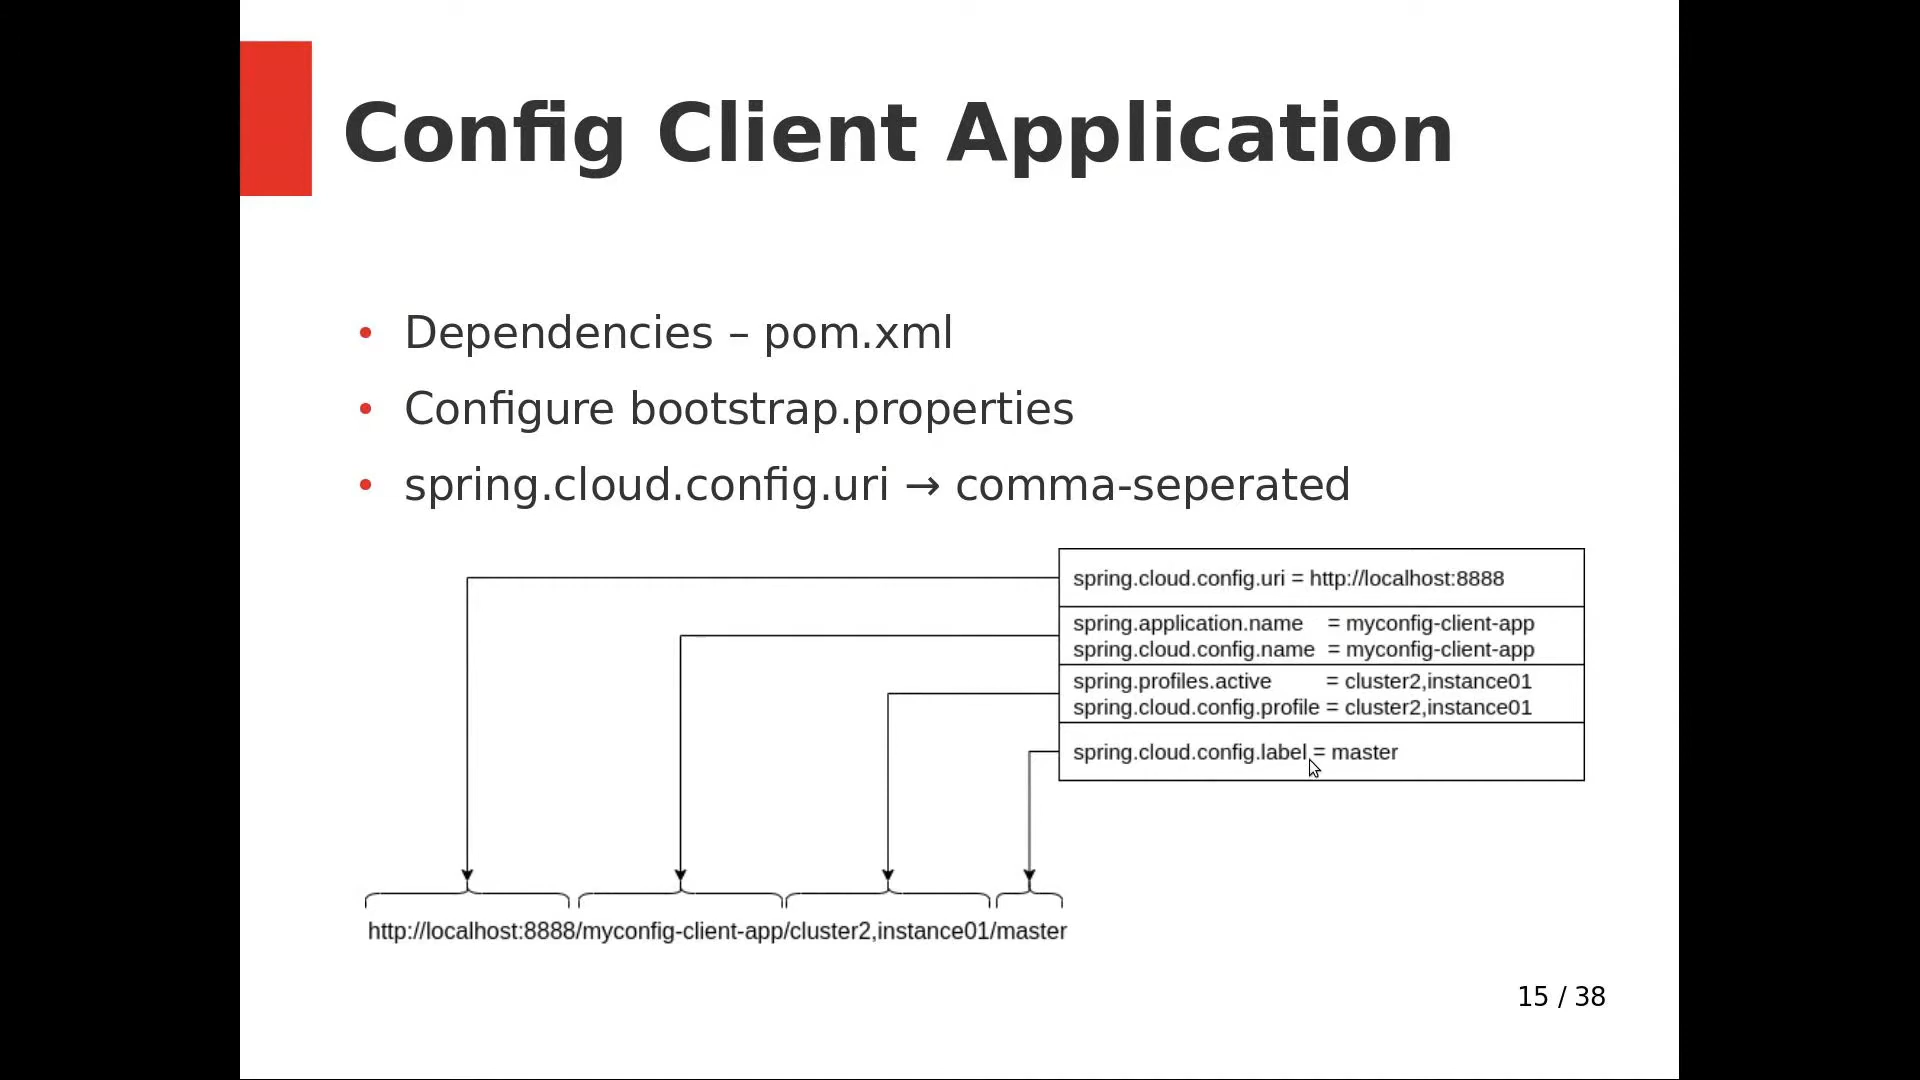 Config Client Application
• Dependencies – pom.xml
• Configure bootstrap.properties
• spring.cloud.config.uri → comma-seperated
spring.cloud.config.uri = http://localhost:8888
spring.application.name = myconfig-client-app
spring.cloud.config.name = myconfig-client-app
spring.profiles.active = cluster2,instance01
spring.cloud.config.profile = cluster2,instance01
spring.cloud.config.label = master
http://localhost:8888/myconfig-client-app/cluster2,instance01/master
15 / 38